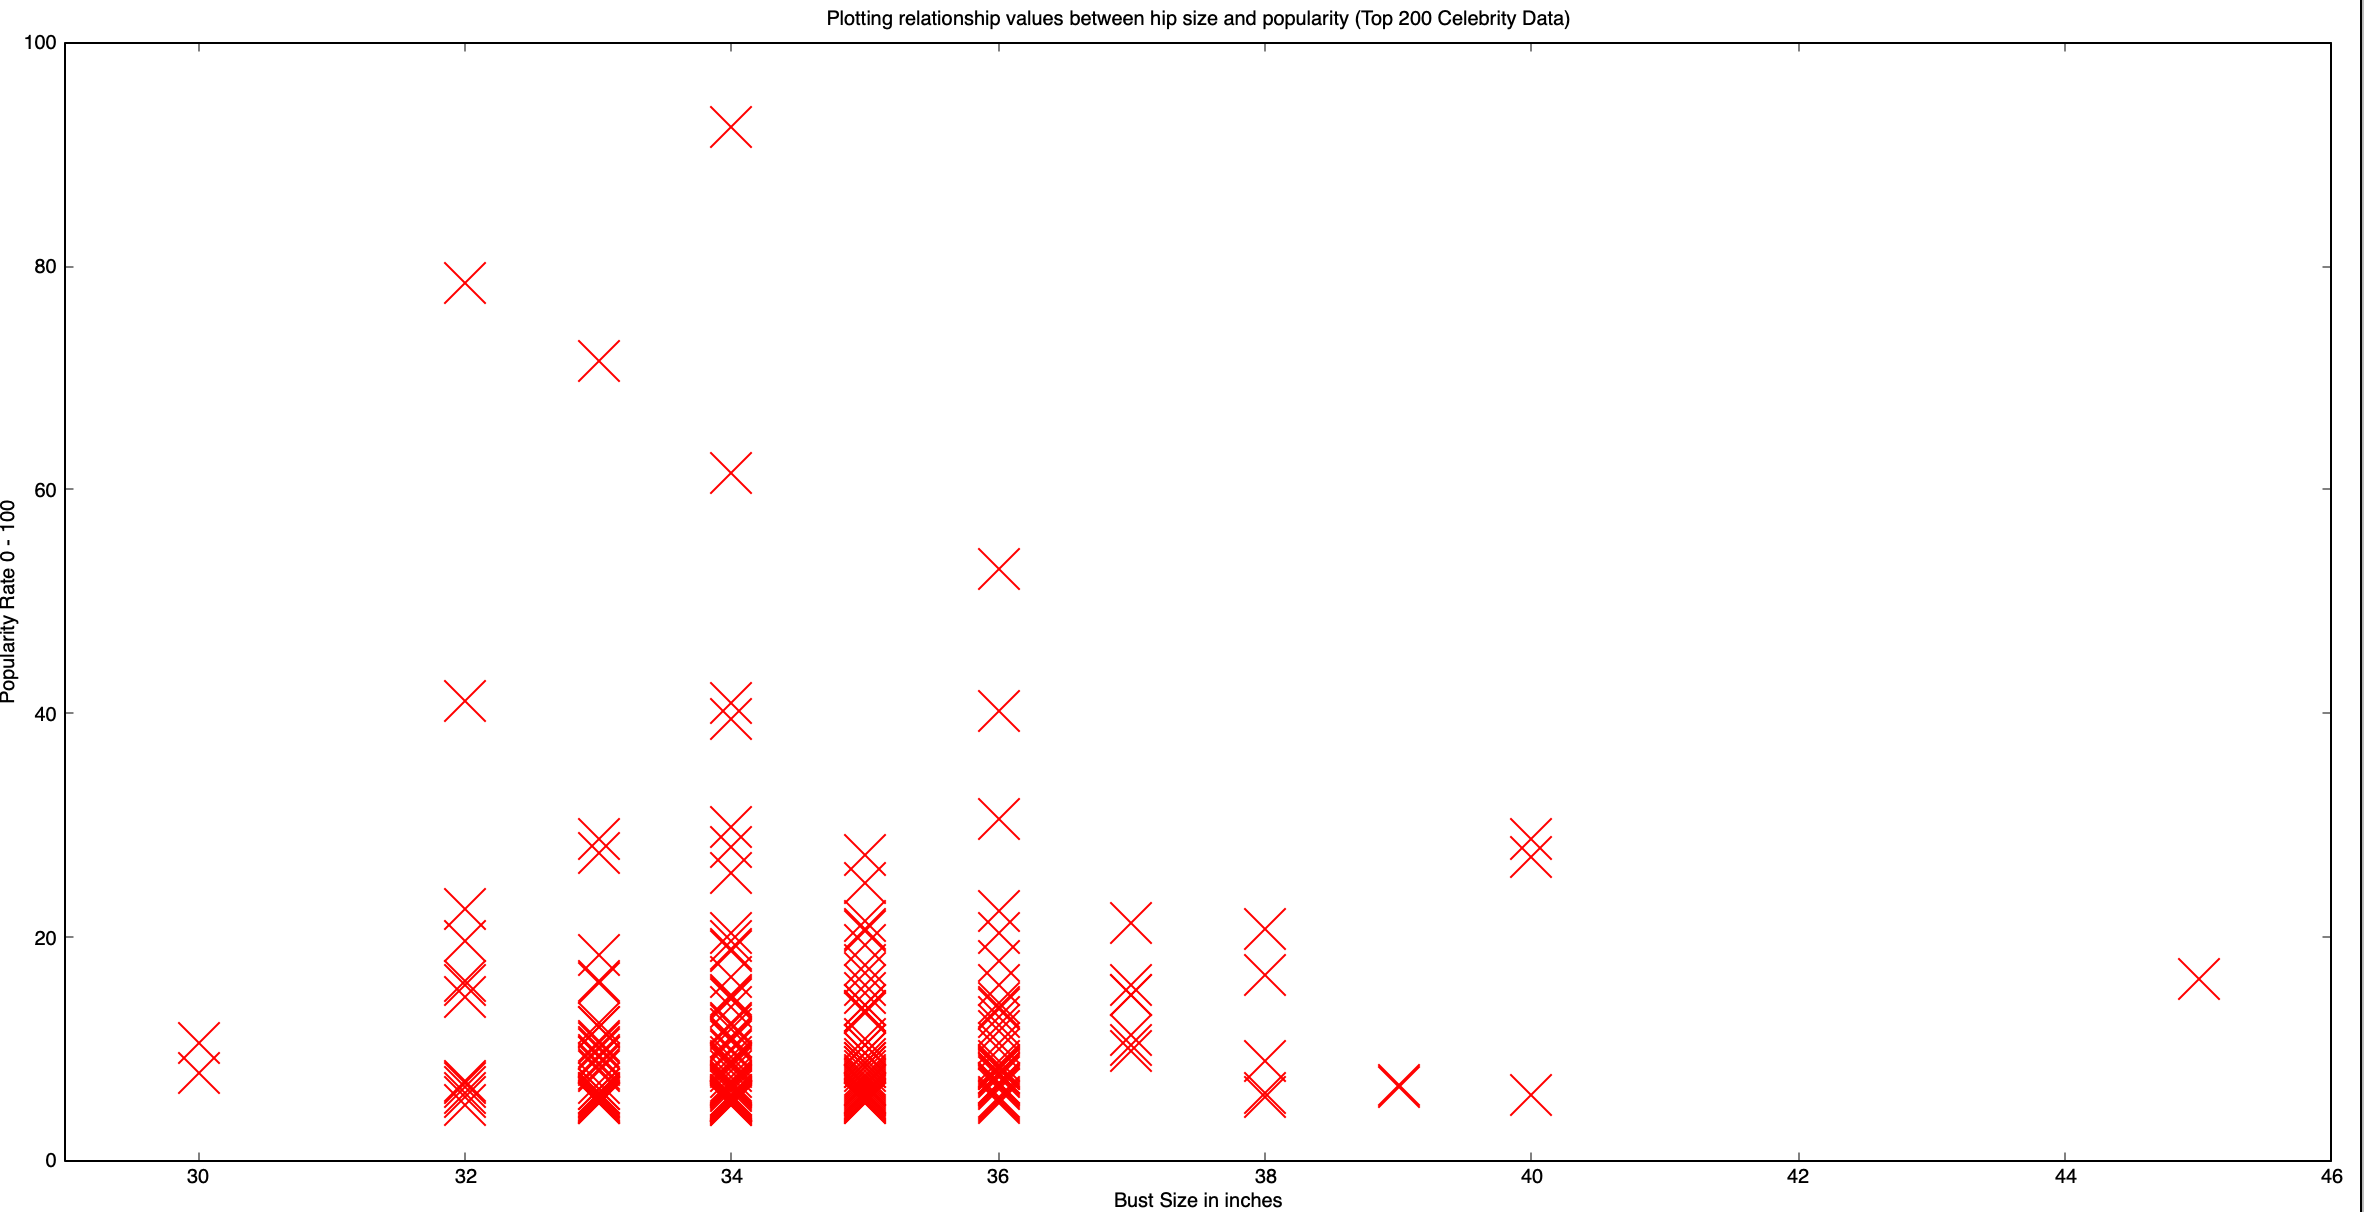 Plotting relationship values between hip size and popularity (Top 200 Celebrity Data)
100
80
60
40
20
0
Popularity Rate 0 - 100
30 32 34 36 38 40 42 44 46
Bust Size in inches